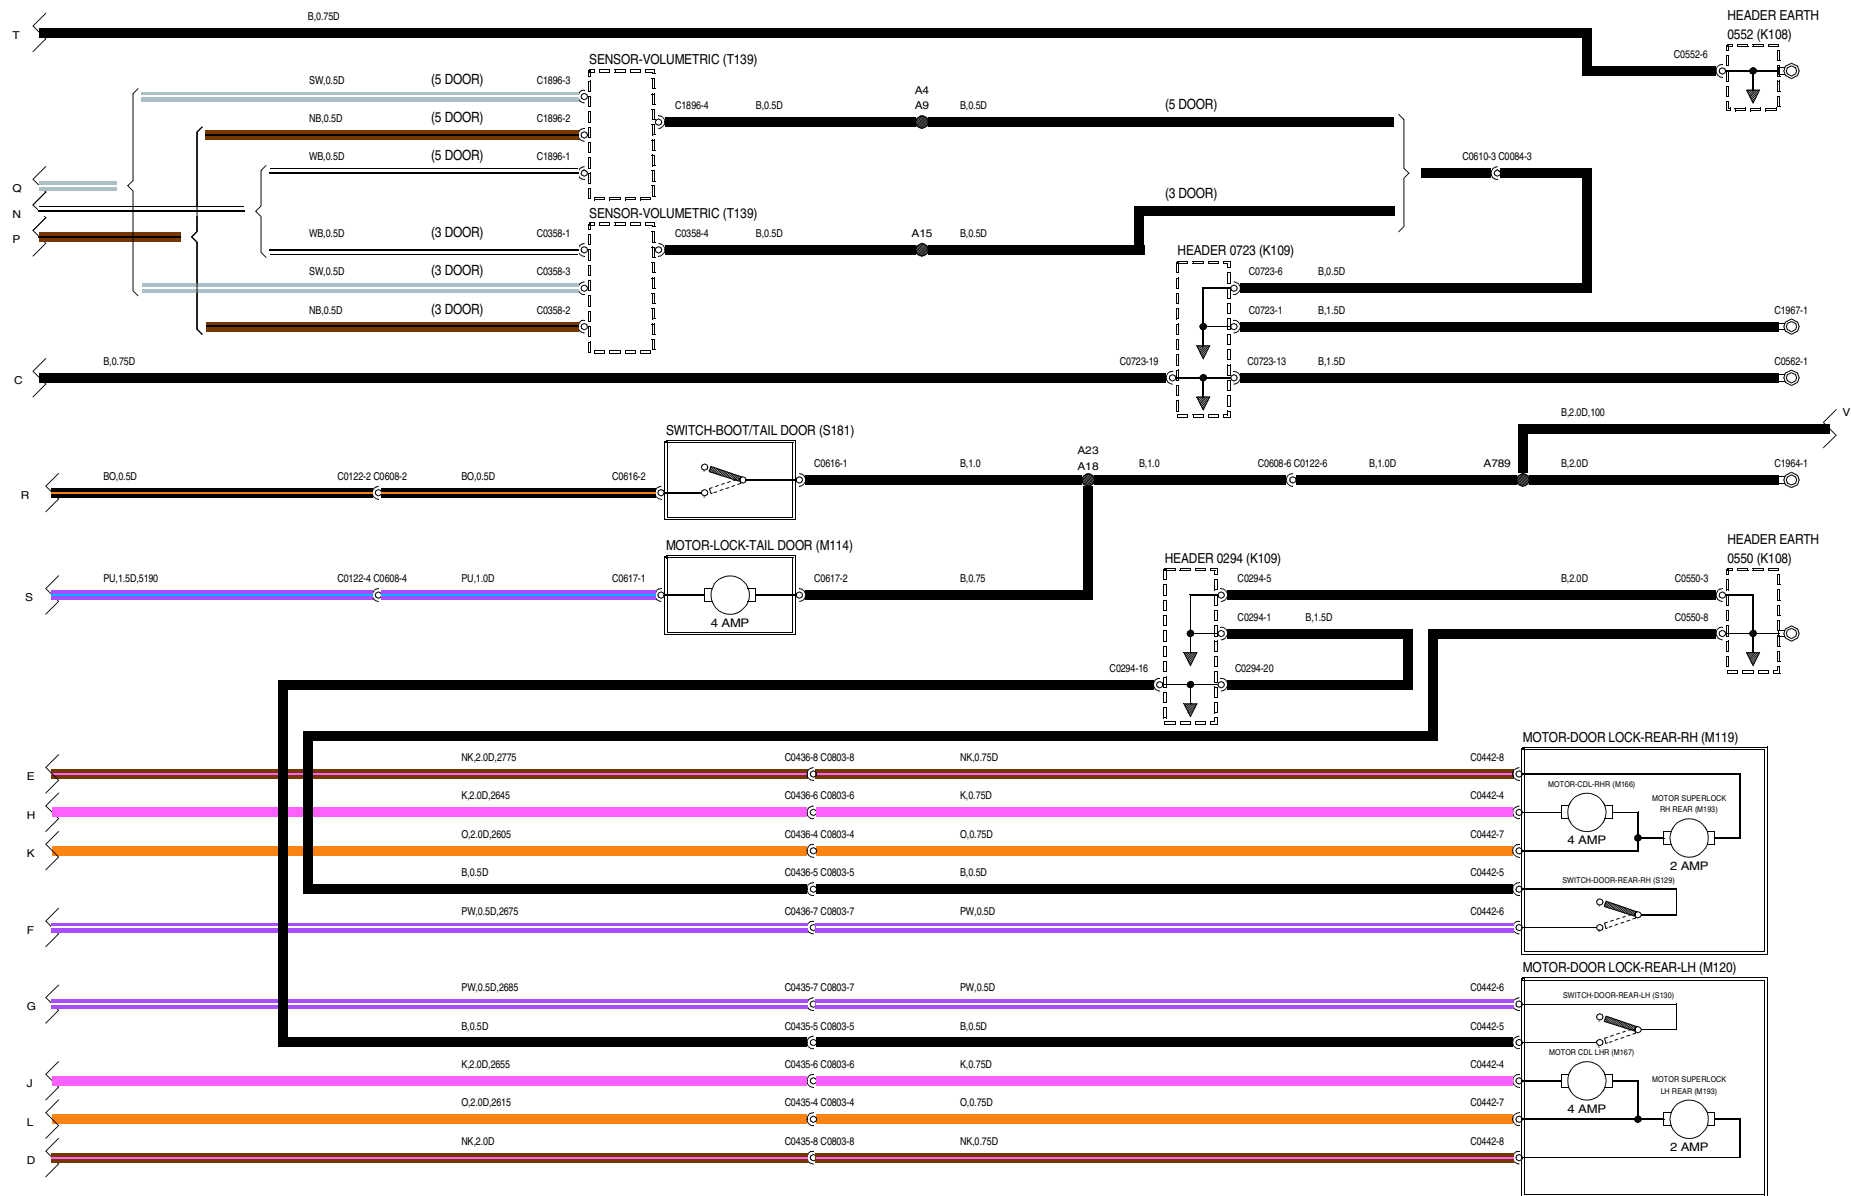 T
B,0.75D
HEADER EARTH
0552 (K108)
C0552-6
SENSOR-VOLUMETRIC (T139)
SW,0.5D (5 DOOR) C1896-3
A4
C1896-4 B,0.5D A9 B,0.5D (5 DOOR)
NB,0.5D (5 DOOR) C1896-2
WB,0.5D (5 DOOR) C1896-1
C0610-3 C0084-3
Q
N
P
(3 DOOR)
SENSOR-VOLUMETRIC (T139)
WB,0.5D (3 DOOR) C0358-1
C0358-4 B,0.5D A15 B,0.5D
HEADER 0723 (K109)
SW,0.5D (3 DOOR) C0358-3
C0723-6 B,0.5D
NB,0.5D (3 DOOR) C0358-2
C0723-1 B,1.5D C1967-1
C
B,0.75D
C0723-19 C0723-13 B,1.5D C0562-1
B,2.0D,100 V
SWITCH-BOOT/TAIL DOOR (S181)
A23
C0616-1 B,1.0 A18 B,1.0 C0608-6 C0122-6 B,1.0D A789 B,2.0D C1964-1
R
BO,0.5D C0122-2 C0608-2 BO,0.5D C0616-2
HEADER EARTH
0550 (K108)
MOTOR-LOCK-TAIL DOOR (M114)
HEADER 0294 (K109)
S
PU,1.5D,5190 C0122-4 C0608-4 PU,1.0D C0617-1
4 AMP
C0617-2 B,0.75
C0294-5 B,2.0D C0550-3
C0294-1 B,1.5D C0550-8
C0294-16 C0294-20
MOTOR-DOOR LOCK-REAR-RH (M119)
E
NK,2.0D,2775 C0436-8 C0803-8 NK,0.75D C0442-8
MOTOR-CDL-RHR (M166)
MOTOR SUPERLOCK
RH REAR (M193)
H
K,2.0D,2645 C0436-6 C0803-6 K,0.75D C0442-4
4 AMP
K
O,2.0D,2605 C0436-4 C0803-4 O,0.75D C0442-7
2 AMP
B,0.5D C0436-5 C0803-5 B,0.5D C0442-5
SWITCH-DOOR-REAR-RH (S129)
F
PW,0.5D,2675 C0436-7 C0803-7 PW,0.5D C0442-6
MOTOR-DOOR LOCK-REAR-LH (M120)
G
PW,0.5D,2685 C0435-7 C0803-7 PW,0.5D C0442-6
SWITCH-DOOR-REAR-LH (S130)
B,0.5D C0435-5 C0803-5 B,0.5D C0442-5
MOTOR CDL LHR (M167)
J
K,2.0D,2655 C0435-6 C0803-6 K,0.75D C0442-4
MOTOR SUPERLOCK
LH REAR (M193)
4 AMP
L
O,2.0D,2615 C0435-4 C0803-4 O,0.75D C0442-7
2 AMP
D
NK,2.0D C0435-8 C0803-8 NK,0.75D C0442-8